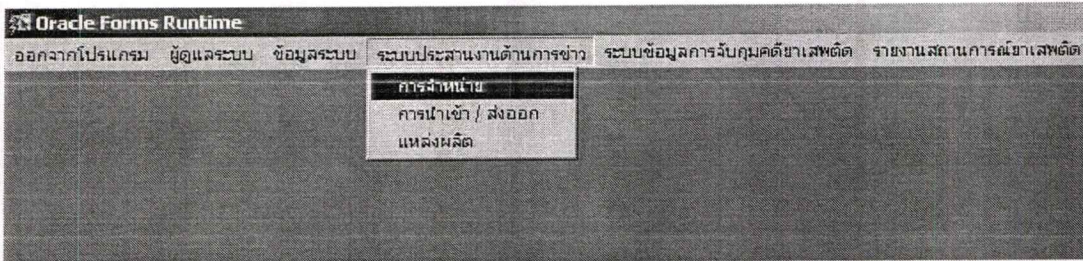 Oracle Forms Runtime
ออกจากโปรแกรม ผู้ดูแลระบบ ข้อมูลระบบ ระบบประสานงานด้านการข่าว ระบบข้อมูลการจับกุมคดียาเสพติด รายงานสถานการณ์ยาเสพติด
การจำหน่าย
การนำเข้า / ส่งออก
แหล่งผลิต